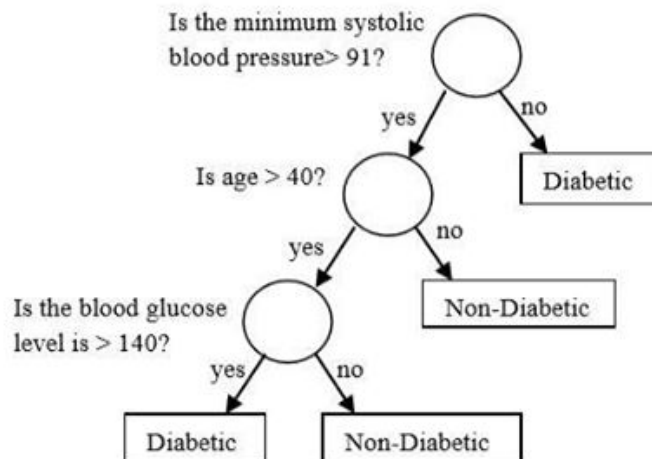 Is the minimum systolic
blood pressure> 91?
yes
no
Is age > 40?
Diabetic
yes
no
Is the blood glucose
level is > 140?
Non-Diabetic
yes
no
Diabetic
Non-Diabetic